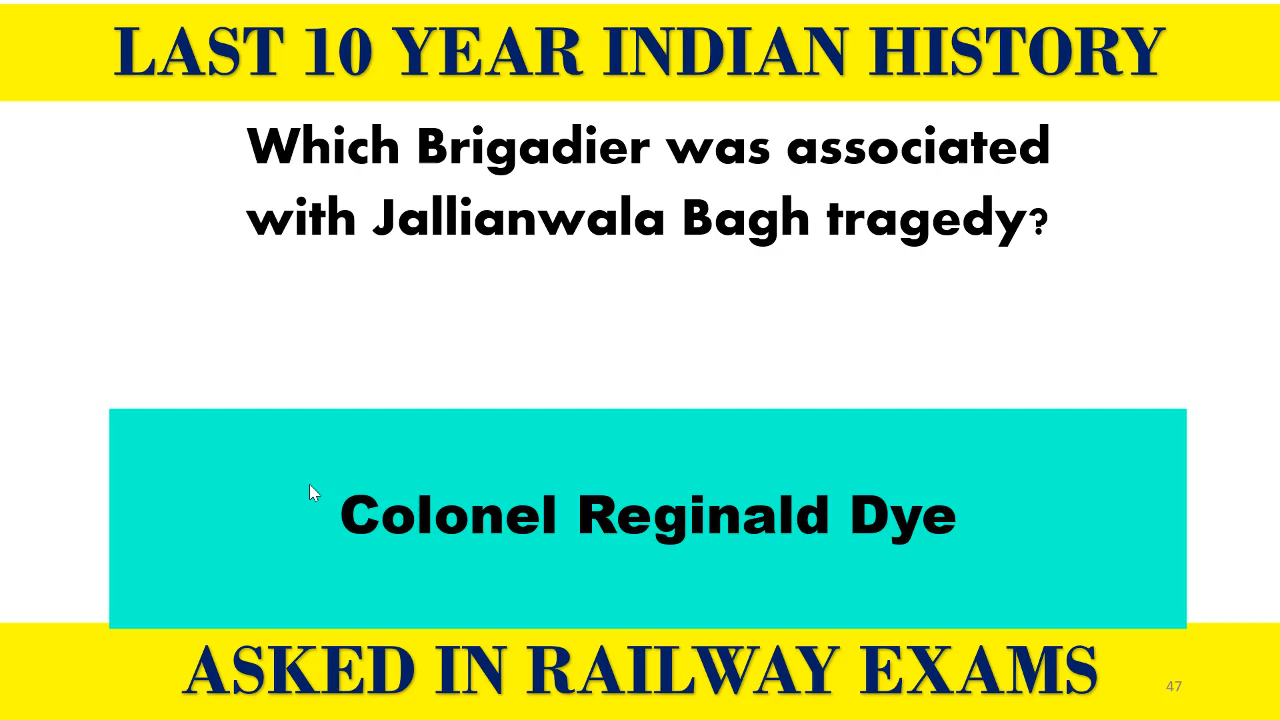 LAST 10 YEAR INDIAN HISTORY
Which Brigadier was associated
with Jallianwala Bagh tragedy?
Colonel Reginald Dye
ASKED IN RAILWAY EXAMS
47